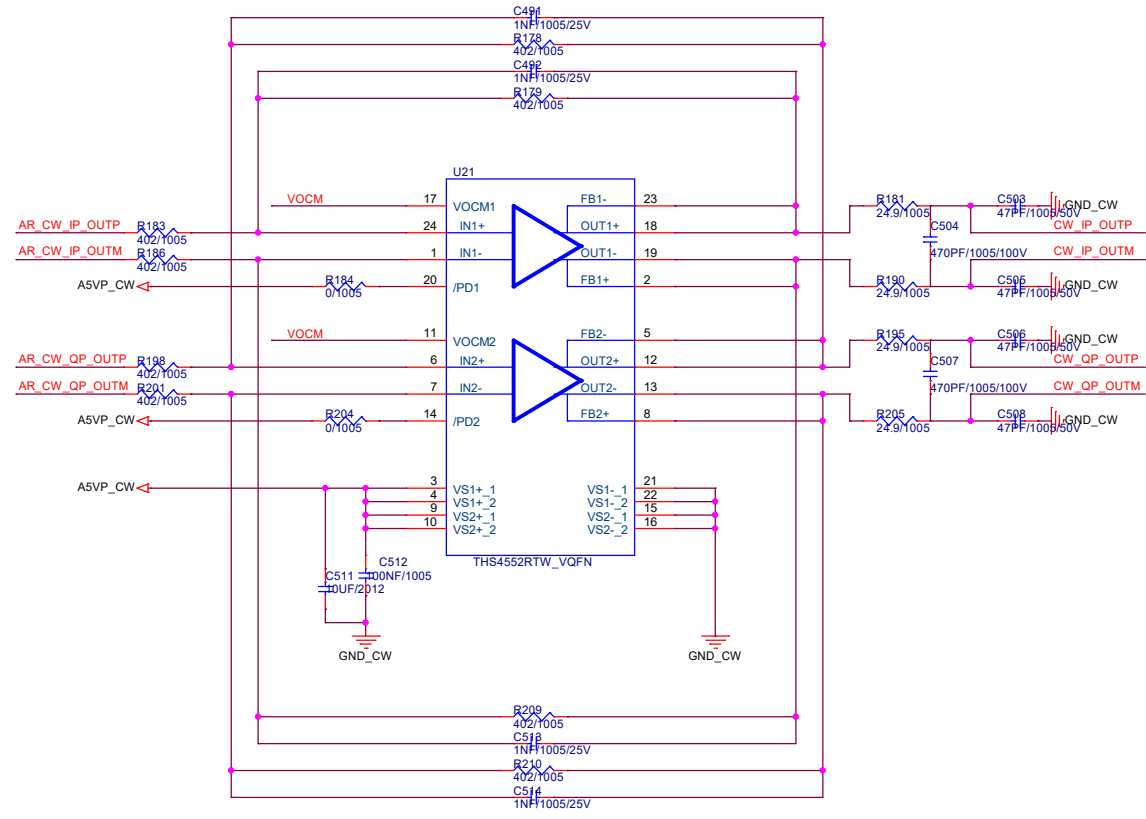 C491
1NF/1005/25V
R178
402/1005
C492
1NF/1005/25V
R179
402/1005
U21
VOCM 17 VOCM1 FB1- 23
AR_CW_IP_OUTP R183 402/1005 24 IN1+ OUT1+ 18
AR_CW_IP_OUTM R186 402/1005 1 IN1- OUT1- 19
A5VP_CW R184 0/1005 20 /PD1 FB1+ 2
VOCM 11 VOCM2 FB2- 5
AR_CW_QP_OUTP R198 402/1005 6 IN2+ OUT2+ 12
AR_CW_QP_OUTM R201 402/1005 7 IN2- OUT2- 13
A5VP_CW R204 0/1005 14 /PD2 FB2+ 8
R181 24.9/1005 C503 47PF/1005/50V GND_CW
C504 470PF/1005/100V
CW_IP_OUTP
CW_IP_OUTM
R190 24.9/1005 C505 47PF/1005/50V GND_CW
R195 24.9/1005 C506 47PF/1005/50V GND_CW
C507 470PF/1005/100V
CW_QP_OUTP
CW_QP_OUTM
R205 24.9/1005 C508 47PF/1005/50V GND_CW
A5VP_CW 3 VS1+_1 VS1-_1 21
4 VS1+_2 VS1-_2 22
9 VS2+_1 VS2-_1 15
10 VS2+_2 VS2-_2 16
THS4552RTW_VQFN
C512
100NF/1005
C511
10UF/2012
GND_CW
GND_CW
R209
402/1005
C513
1NF/1005/25V
R210
402/1005
C514
1NF/1005/25V